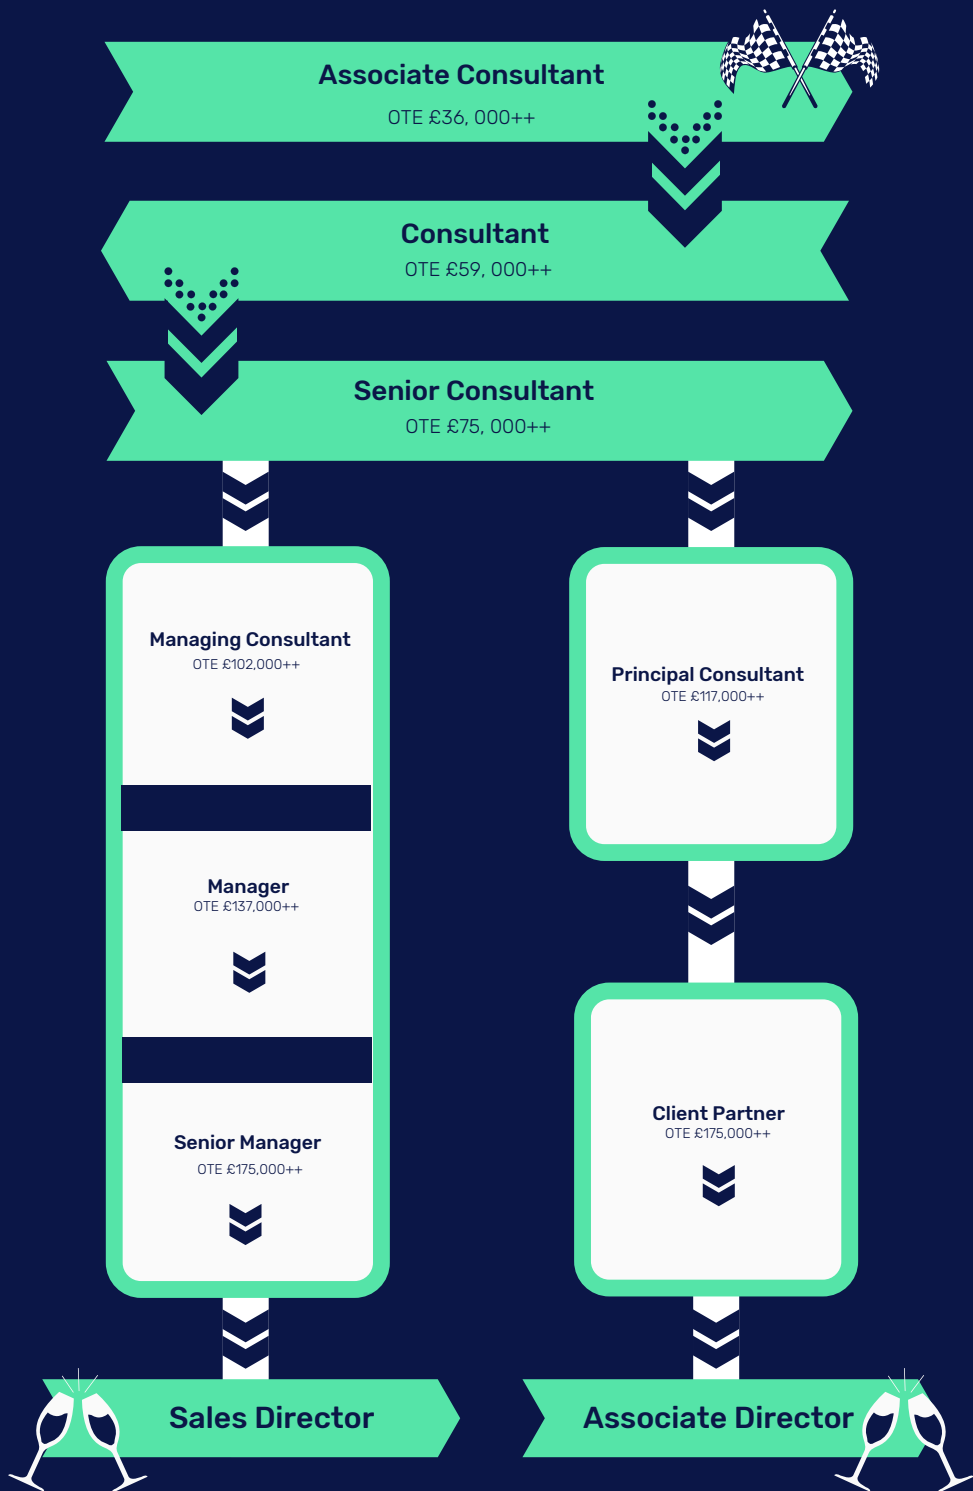 Associate Consultant
OTE £36, 000++
Consultant
OTE £59, 000++
Senior Consultant
OTE £75, 000++
Managing Consultant
OTE £102,000++
Manager
OTE £137,000++
Senior Manager
OTE £175,000++
Principal Consultant
OTE £117,000++
Client Partner
OTE £175,000++
Sales Director
Associate Director